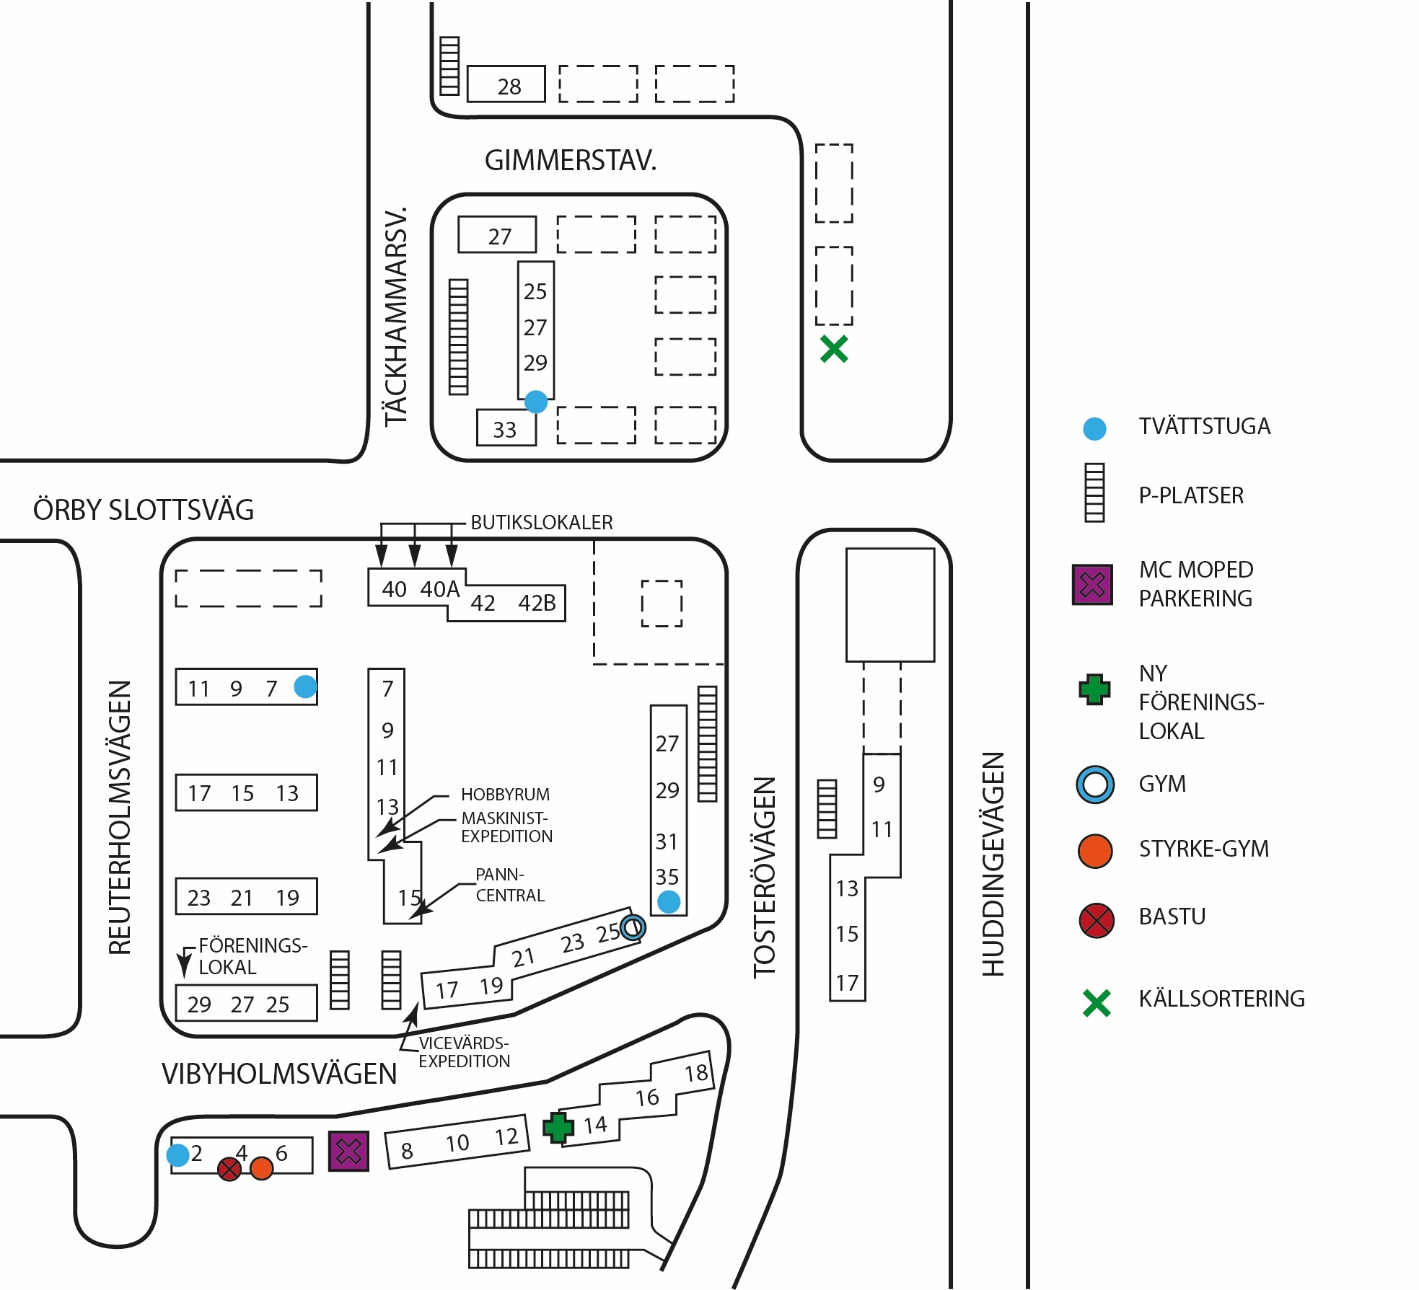 28
GIMMERSTAV.
TÄCKHAMMARSV.
27
25
27
29
33
ÖRBY SLOTTSVÄG
BUTIKSLOKALER
40 40A
42 42B
REUTERHOLMSVÄGEN
11 9 7
17 15 13
23 21 19
FÖRENINGS-
LOKAL
29 27 25
7
9
11
13
HOBBYRUM
MASKINIST-
EXPEDITION
15
PANN-
CENTRAL
17 19 21 23 25
VICEVÄRDS-
EXPEDITION
27
29
31
35
TOSTERÖVÄGEN
9
11
13
15
17
HUDDINGEVÄGEN
VIBYHOLMSVÄGEN
2 4 6
8 10 12
14 16 18
TVÄTTSTUGA
P-PLATSER
MC MOPED
PARKERING
NY
FÖRENINGS-
LOKAL
GYM
STYRKE-GYM
BASTU
KÄLLSORTERING